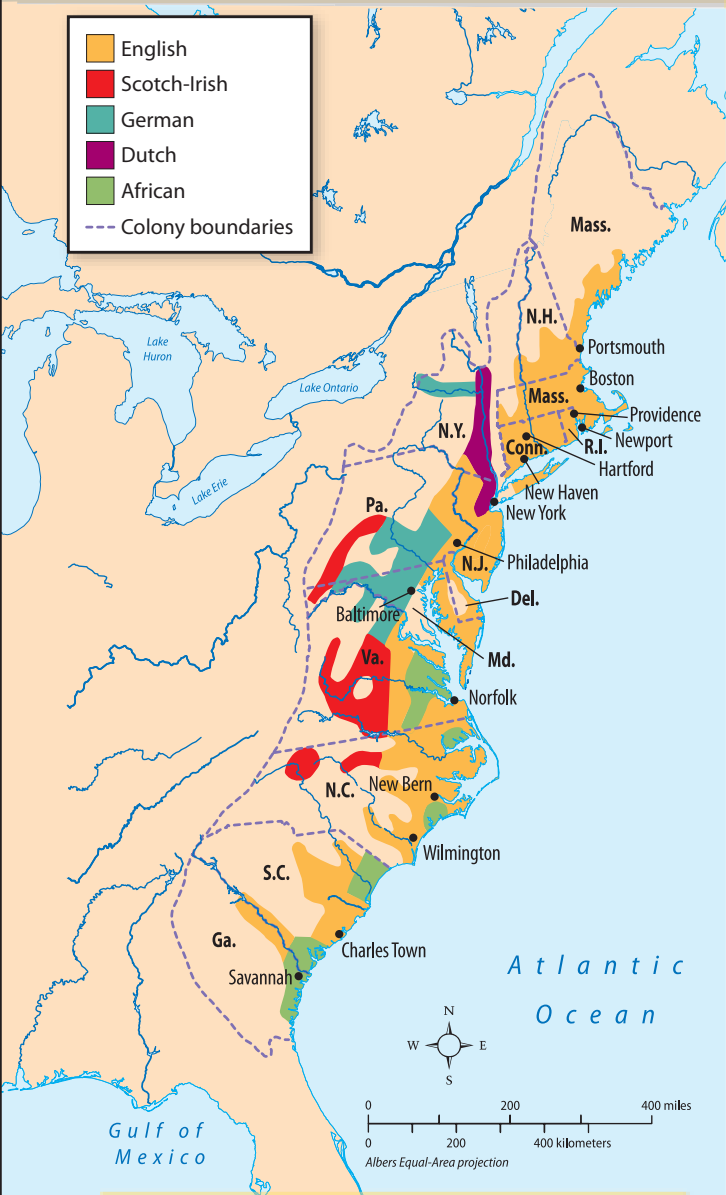 English
Scotch-Irish
German
Dutch
African
Colony boundaries
Mass.
N.H.
Lake
Huron
Portsmouth
Lake Ontario
Boston
Mass.
Providence
N.Y.
R.I.
Newport
Conn.
Hartford
Lake Erie
New Haven
Pa.
New York
N.J.
Philadelphia
Del.
Baltimore
Va.
Md.
Norfolk
New Bern
N.C.
Wilmington
S.C.
Ga.
Charles Town
Atlantic
Ocean
Savannah
N
W
E
S
0
200
400 miles
0
200
400 kilometers
Albers Equal-Area projection
Gulf of
Mexico